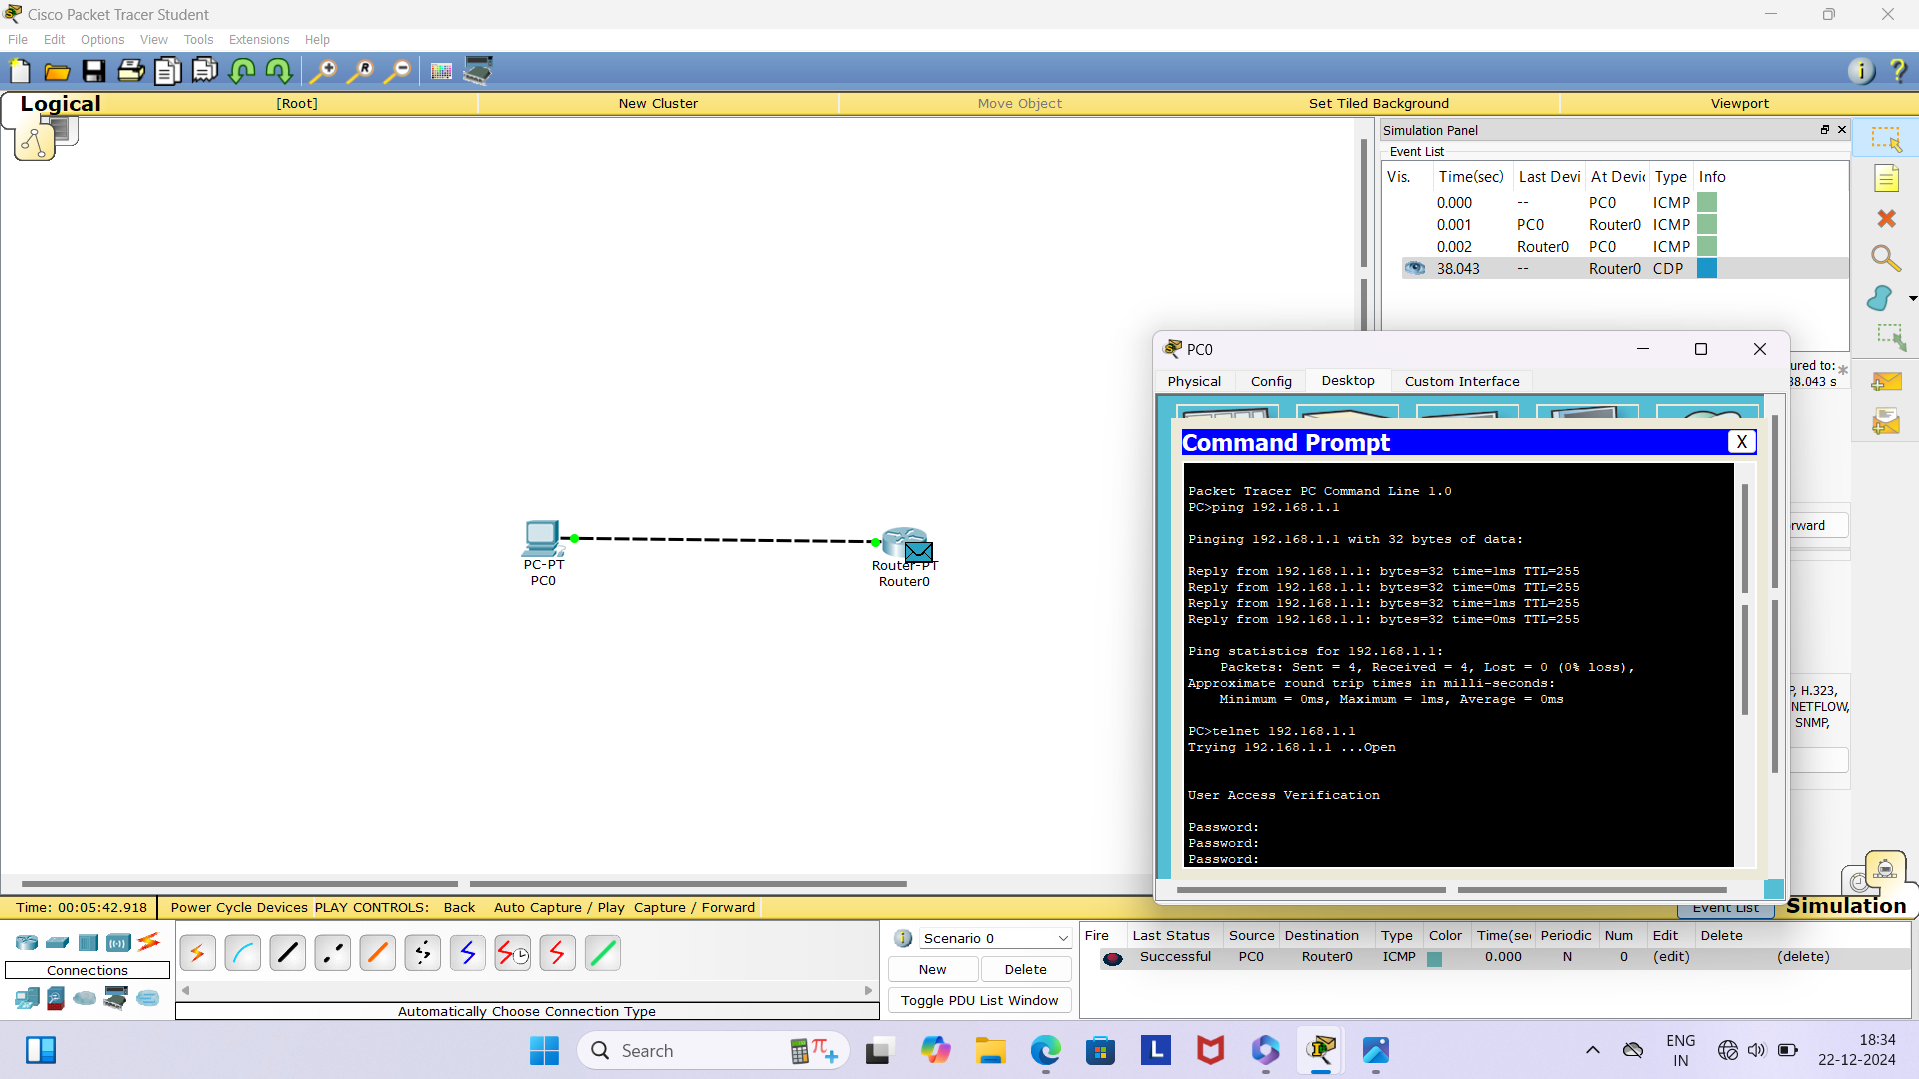 Cisco Packet Tracer Student
File Edit Options View Tools Extensions Help
Logical [Root] New Cluster Move Object Set Tiled Background Viewport
Simulation Panel
Event List
Vis. Time(sec) Last Devi At Devic Type Info
0.000 -- PC0 ICMP
0.001 PC0 Router0 ICMP
0.002 Router0 PC0 ICMP
38.043 -- Router0 CDP
PC-PT
PC0
Router-PT
Router0
ured to:
38.043 s
rward
P, H.323,
NETFLOW,
SNMP,
PC0
Physical Config Desktop Custom Interface
Command Prompt X
Packet Tracer PC Command Line 1.0
PC>ping 192.168.1.1
Pinging 192.168.1.1 with 32 bytes of data:
Reply from 192.168.1.1: bytes=32 time=1ms TTL=255
Reply from 192.168.1.1: bytes=32 time=0ms TTL=255
Reply from 192.168.1.1: bytes=32 time=1ms TTL=255
Reply from 192.168.1.1: bytes=32 time=0ms TTL=255
Ping statistics for 192.168.1.1:
Packets: Sent = 4, Received = 4, Lost = 0 (0% loss),
Approximate round trip times in milli-seconds:
Minimum = 0ms, Maximum = 1ms, Average = 0ms
PC>telnet 192.168.1.1
Trying 192.168.1.1 ...Open
User Access Verification
Password:
Password:
Password:
Time: 00:05:42.918 Power Cycle Devices PLAY CONTROLS: Back Auto Capture / Play Capture / Forward Event List Simulation
Connections
Automatically Choose Connection Type
Scenario 0
New Delete
Toggle PDU List Window
Fire Last Status Source Destination Type Color Time(sec Periodic Num Edit Delete
Successful PC0 Router0 ICMP 0.000 N 0 (edit) (delete)
Search
ENG
IN
18:34
22-12-2024